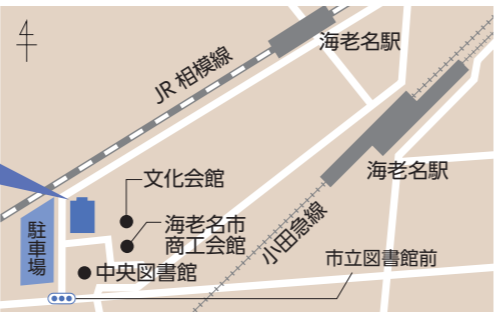 海老名駅
JR 相模線
海老名駅
文化会館
海老名市
商工会館
小田急線
駐車場
中央図書館
市立図書館前